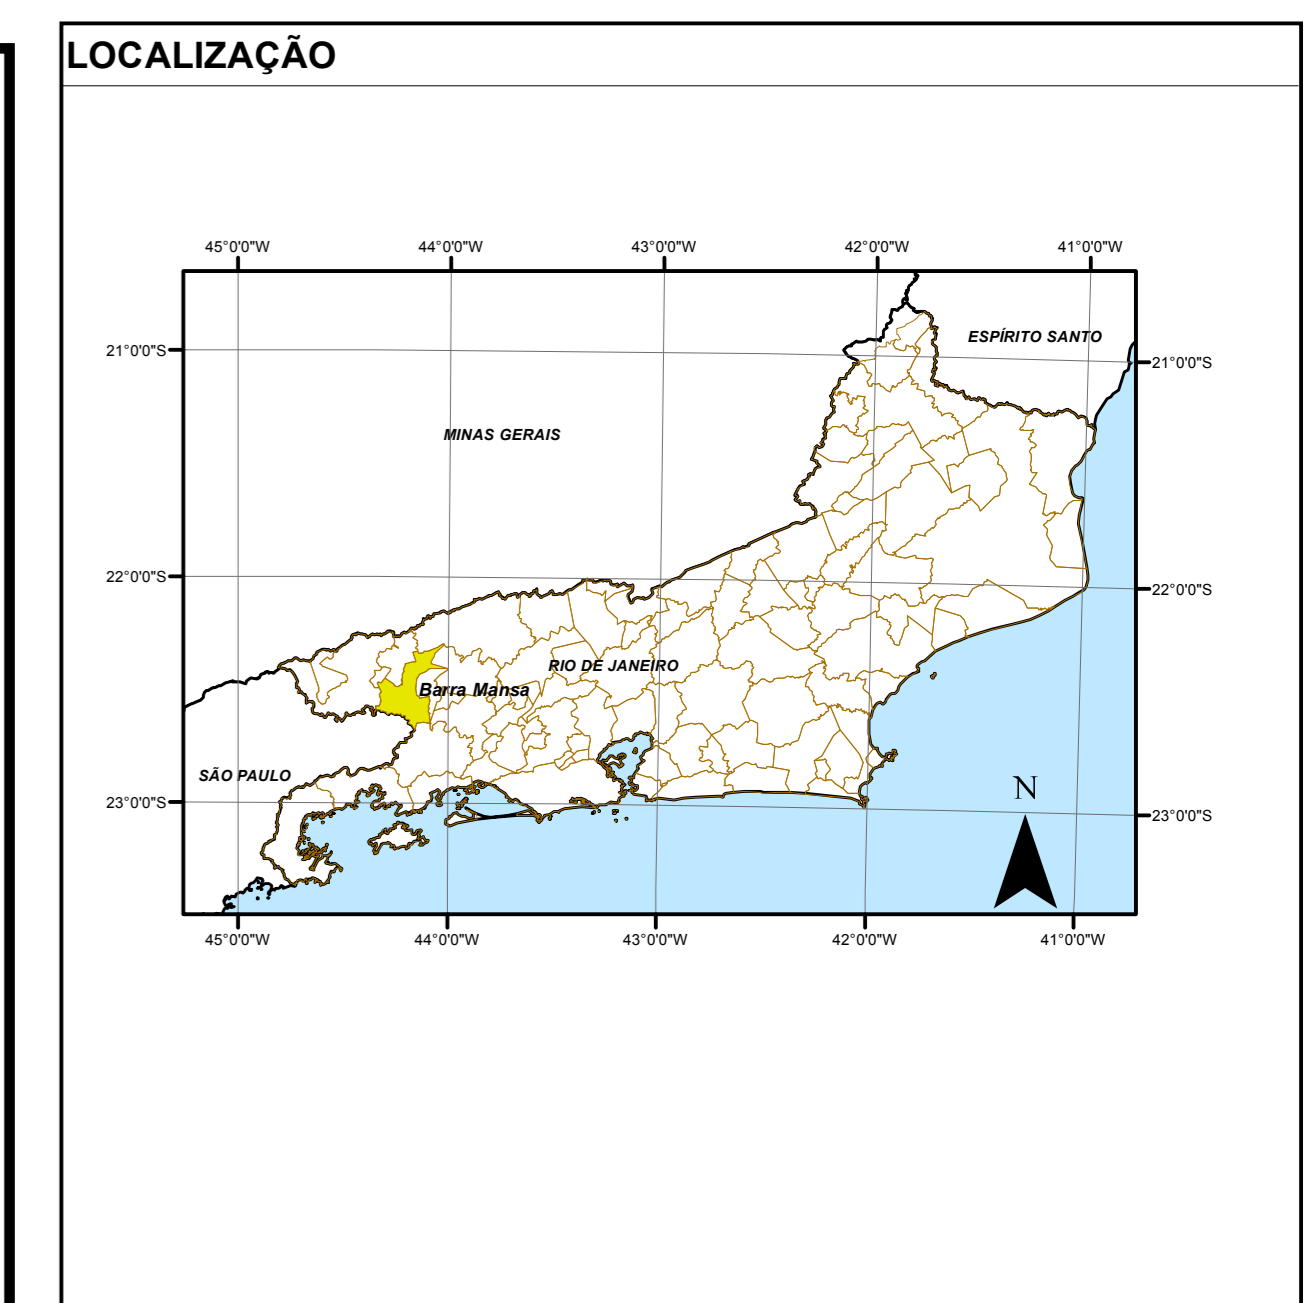 LOCALIZAÇÃO
45°0'0"W 44°0'0"W 43°0'0"W 42°0'0"W 41°0'0"W
ESPÍRITO SANTO
21°0'0"S 21°0'0"S
MINAS GERAIS
22°0'0"S 22°0'0"S
RIO DE JANEIRO
Barra Mansa
SÃO PAULO
N
23°0'0"S 23°0'0"S
45°0'0"W 44°0'0"W 43°0'0"W 42°0'0"W 41°0'0"W